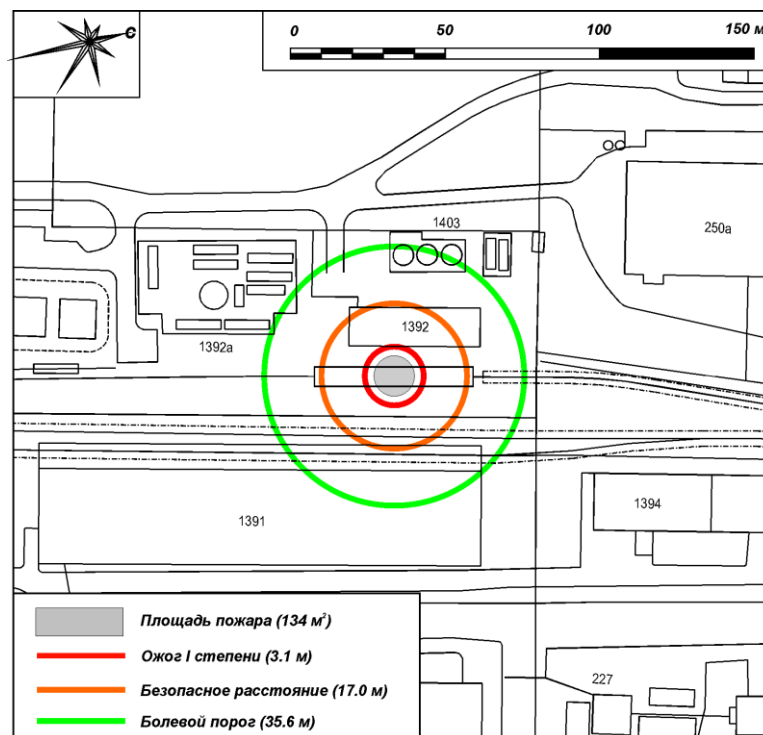 С
0 50 100 150 м
1403
250а
1392
1392а
1391
1394
227
Площадь пожара (134 м²)
Ожог I степени (3.1 м)
Безопасное расстояние (17.0 м)
Болевой порог (35.6 м)